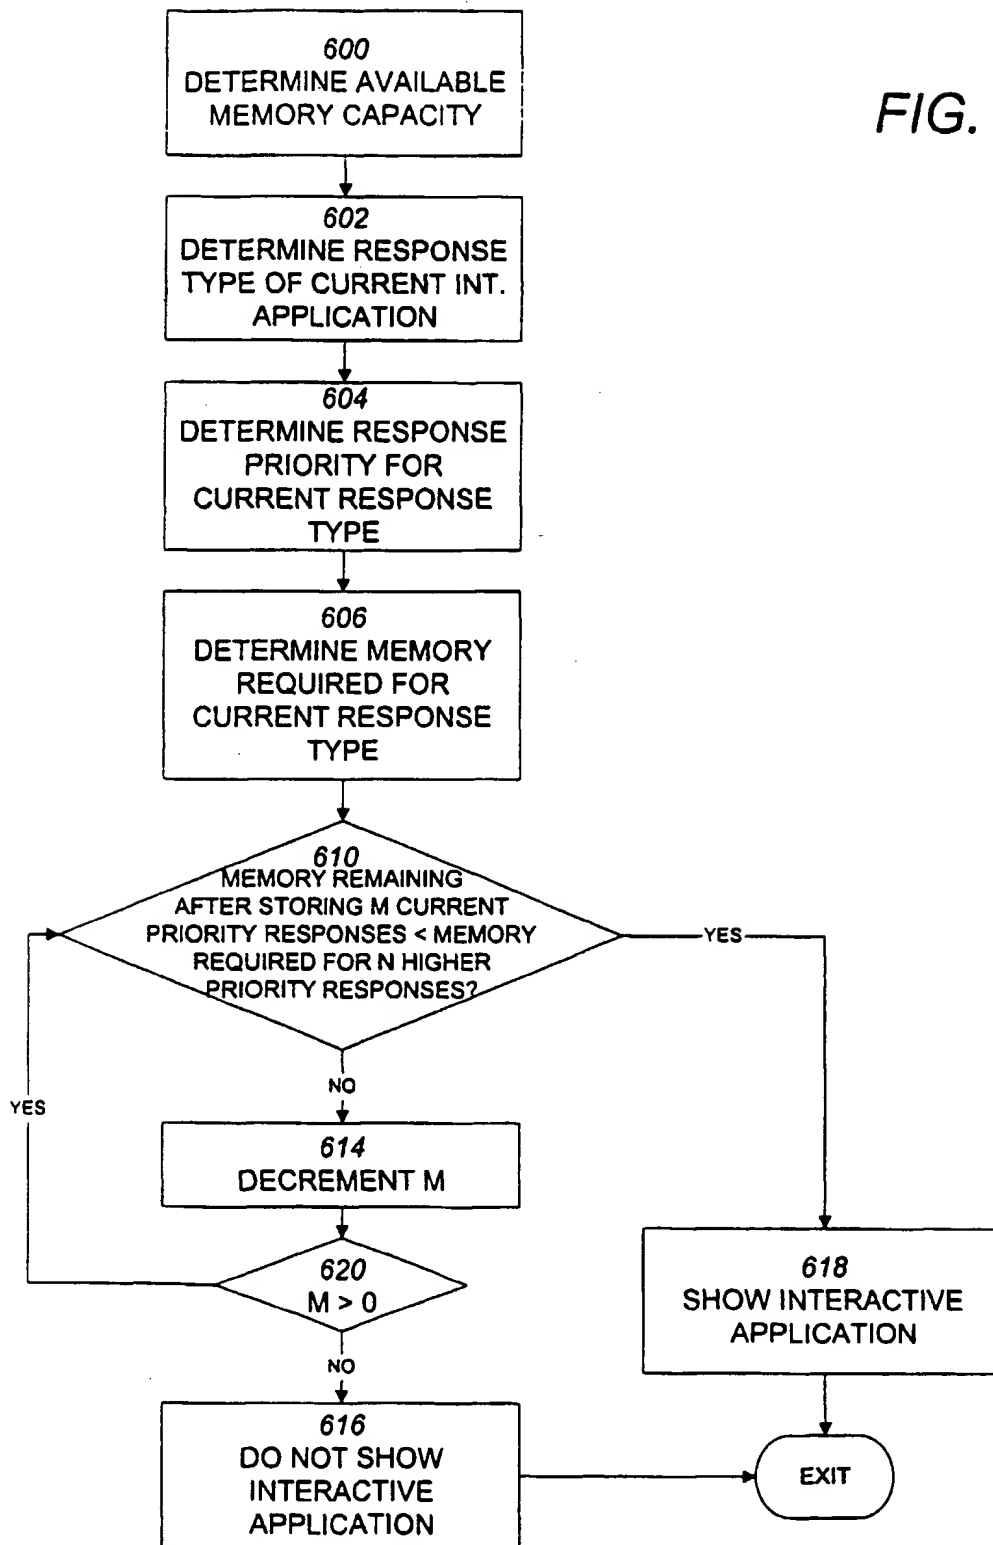 600
DETERMINE AVAILABLE
MEMORY CAPACITY
FIG.
602
DETERMINE RESPONSE
TYPE OF CURRENT INT.
APPLICATION
604
DETERMINE RESPONSE
PRIORITY FOR
CURRENT RESPONSE
TYPE
606
DETERMINE MEMORY
REQUIRED FOR
CURRENT RESPONSE
TYPE
610
MEMORY REMAINING
AFTER STORING M CURRENT
PRIORITY RESPONSES < MEMORY
REQUIRED FOR N HIGHER
PRIORITY RESPONSES?
YES
NO
YES
614
DECREMENT M
620
M > 0
618
SHOW INTERACTIVE
APPLICATION
NO
616
DO NOT SHOW
INTERACTIVE
APPLICATION
EXIT